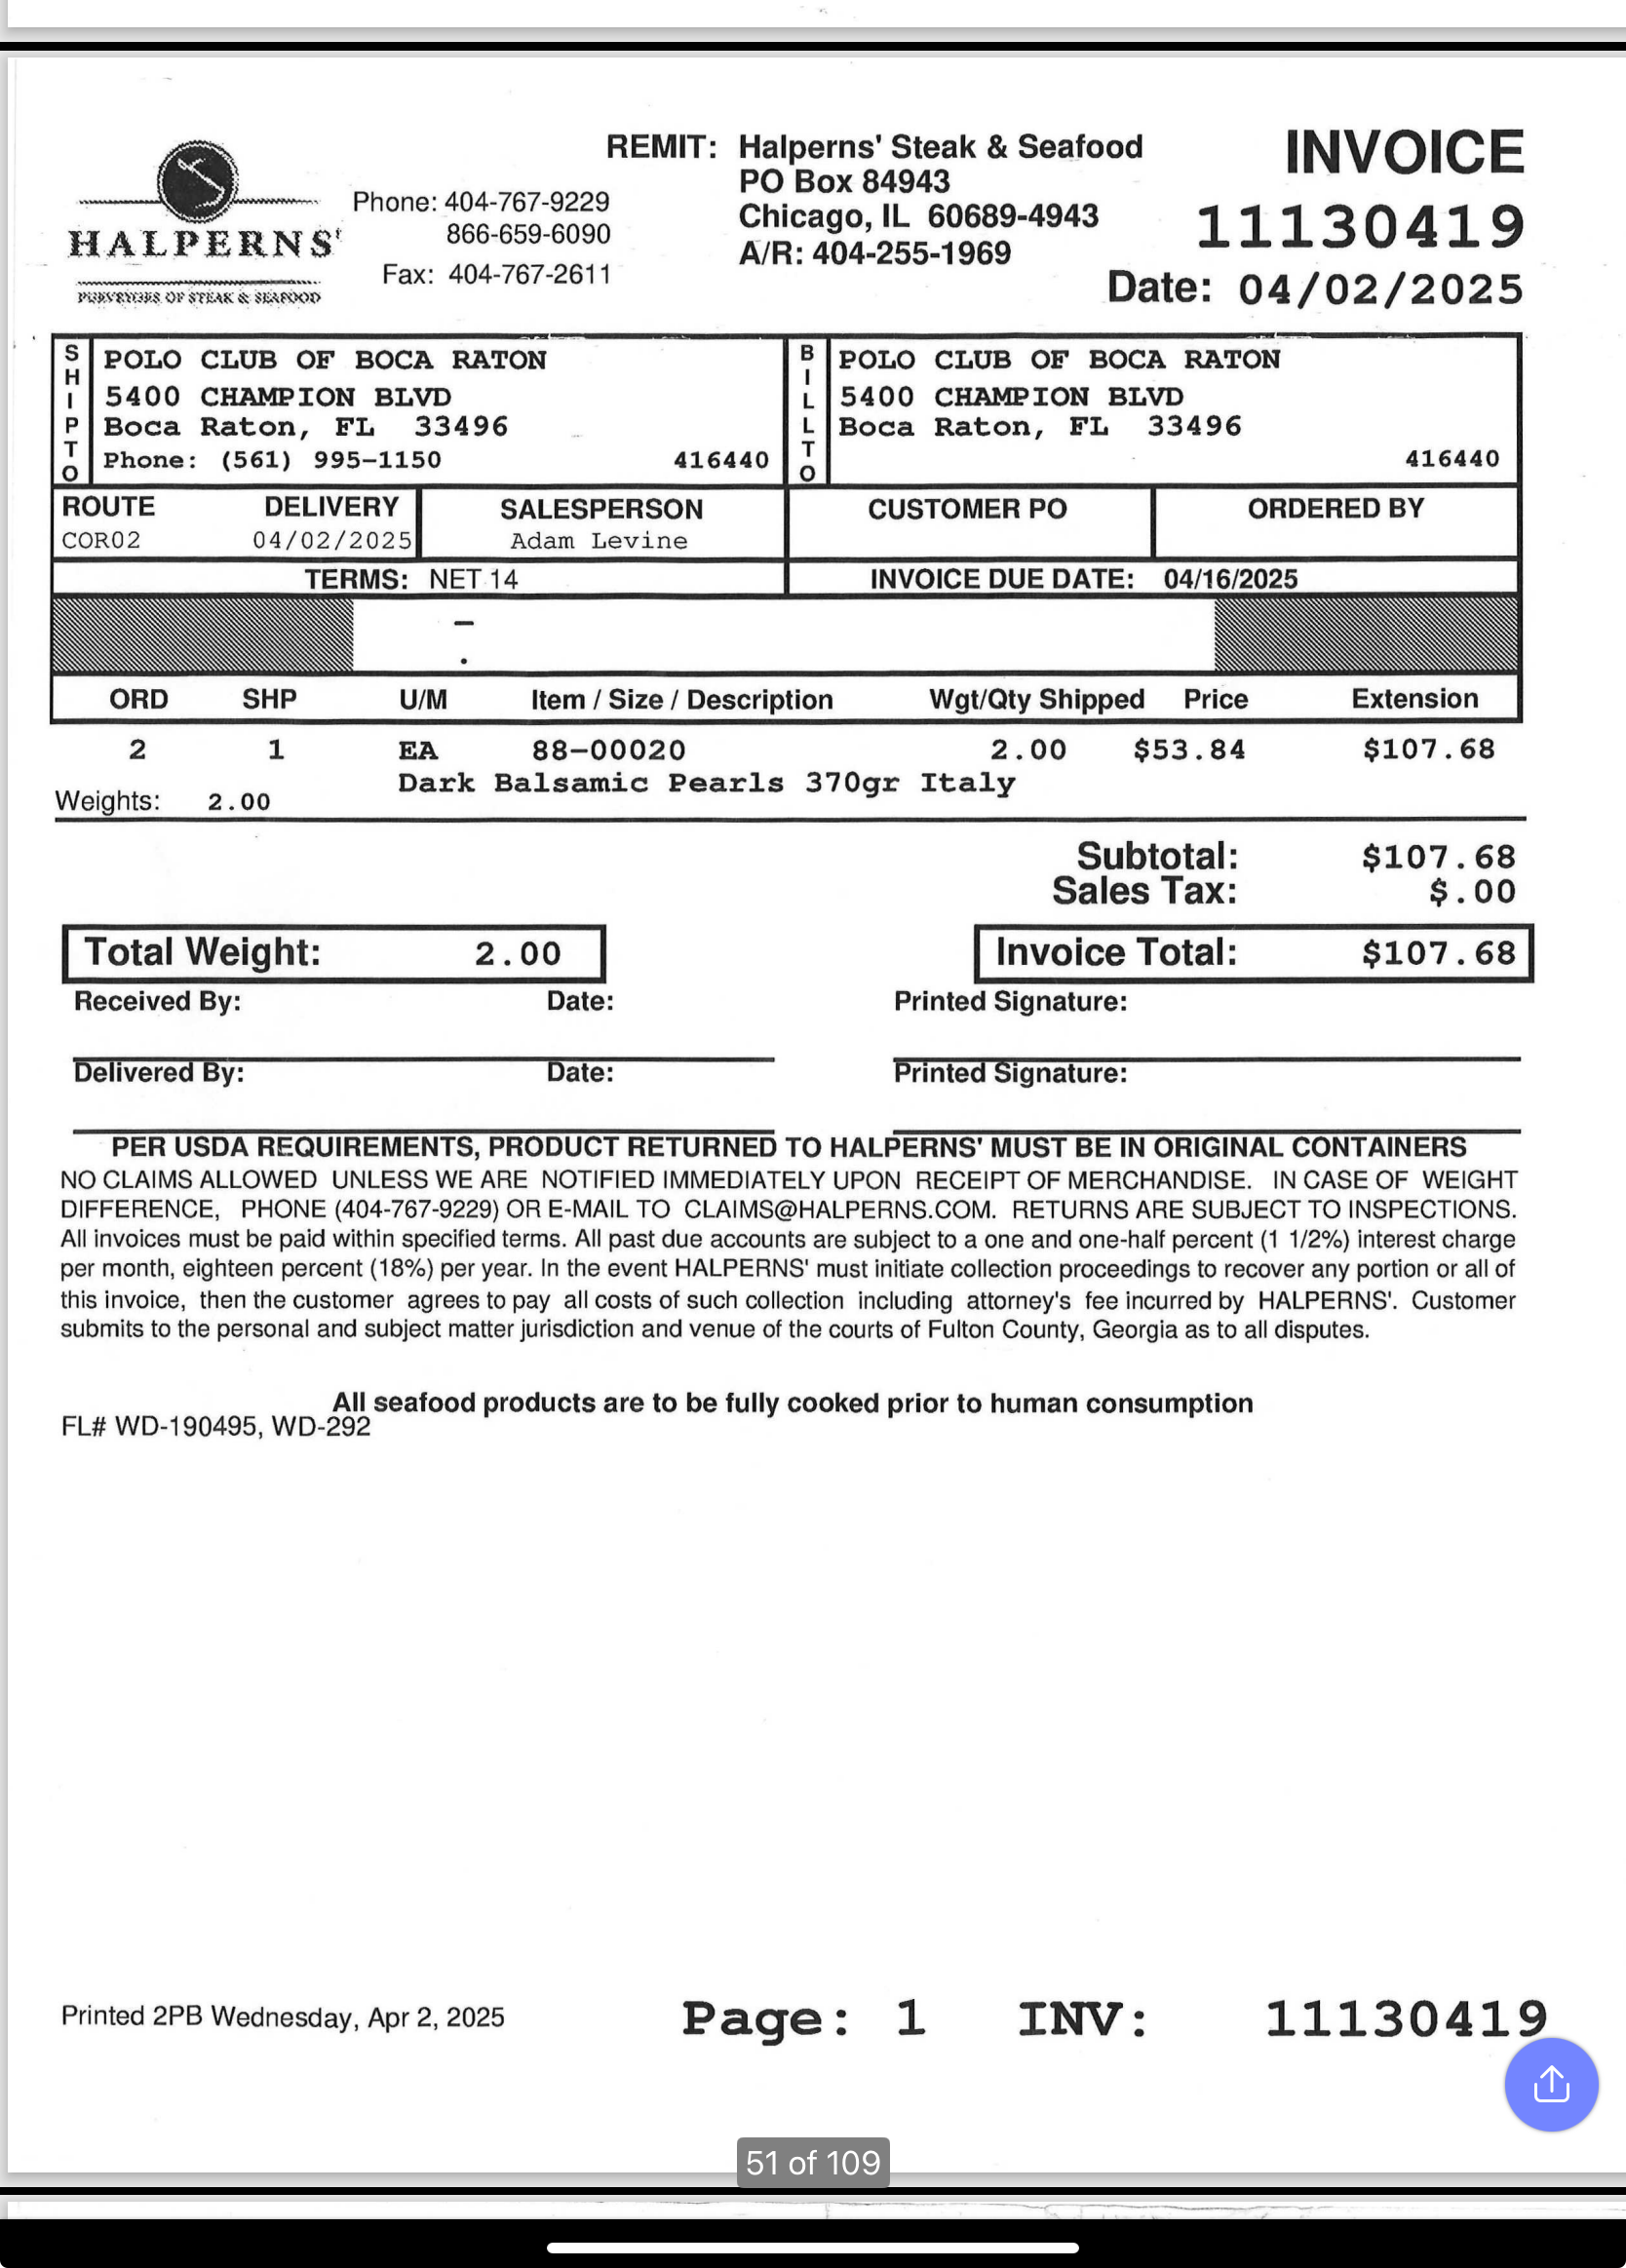 REMIT: Halperns' Steak & Seafood
PO Box 84943
Chicago, IL 60689-4943
A/R: 404-255-1969
INVOICE
11130419
Date: 04/02/2025
HALPERNS'
PURVEYORS OF STEAK & SEAFOOD
Phone: 404-767-9229
866-659-6090
Fax: 404-767-2611
SHIP TO
POLO CLUB OF BOCA RATON
5400 CHAMPION BLVD
Boca Raton, FL 33496
Phone: (561) 995-1150 416440
BILL TO
POLO CLUB OF BOCA RATON
5400 CHAMPION BLVD
Boca Raton, FL 33496
416440
ROUTE DELIVERY SALESPERSON CUSTOMER PO ORDERED BY
COR02 04/02/2025 Adam Levine
TERMS: NET 14 INVOICE DUE DATE: 04/16/2025
ORD SHP U/M Item / Size / Description Wgt/Qty Shipped Price Extension
2 1 EA 88-00020 2.00 $53.84 $107.68
Dark Balsamic Pearls 370gr Italy
Weights: 2.00
Subtotal: $107.68
Sales Tax: $.00
Total Weight: 2.00 Invoice Total: $107.68
Received By: Date: Printed Signature:
Delivered By: Date: Printed Signature:
PER USDA REQUIREMENTS, PRODUCT RETURNED TO HALPERNS' MUST BE IN ORIGINAL CONTAINERS
NO CLAIMS ALLOWED UNLESS WE ARE NOTIFIED IMMEDIATELY UPON RECEIPT OF MERCHANDISE. IN CASE OF WEIGHT
DIFFERENCE, PHONE (404-767-9229) OR E-MAIL TO CLAIMS@HALPERNS.COM. RETURNS ARE SUBJECT TO INSPECTIONS.
All invoices must be paid within specified terms. All past due accounts are subject to a one and one-half percent (1 1/2%) interest charge
per month, eighteen percent (18%) per year. In the event HALPERNS' must initiate collection proceedings to recover any portion or all of
this invoice, then the customer agrees to pay all costs of such collection including attorney's fee incurred by HALPERNS'. Customer
submits to the personal and subject matter jurisdiction and venue of the courts of Fulton County, Georgia as to all disputes.
All seafood products are to be fully cooked prior to human consumption
FL# WD-190495, WD-292
Printed 2PB Wednesday, Apr 2, 2025 Page: 1 INV: 11130419
51 of 109